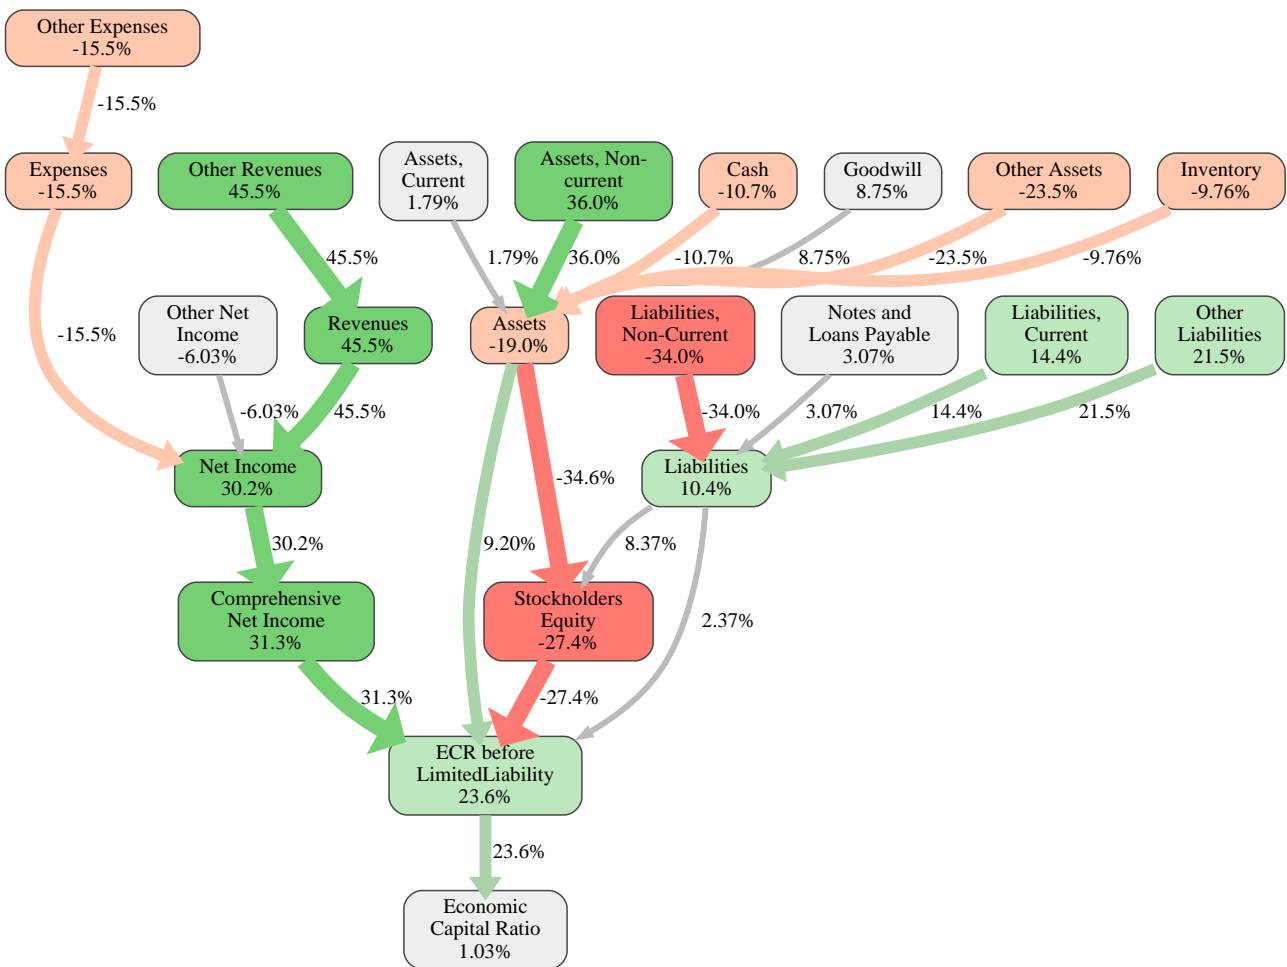 Other Expenses
-15.5%
-15.5%
Expenses
-15.5%
Other Revenues
45.5%
Assets,
Current
1.79%
Assets, Non-
current
36.0%
Cash
-10.7%
Goodwill
8.75%
Other Assets
-23.5%
Inventory
-9.76%
45.5%
1.79%
36.0%
-10.7%
8.75%
-23.5%
-9.76%
-15.5%
Other Net
Income
-6.03%
Revenues
45.5%
Assets
-19.0%
Liabilities,
Non-Current
-34.0%
Notes and
Loans Payable
3.07%
Liabilities,
Current
14.4%
Other
Liabilities
21.5%
-6.03%
45.5%
-34.0%
3.07%
14.4%
21.5%
Net Income
30.2%
-34.6%
Liabilities
10.4%
30.2%
9.20%
8.37%
Comprehensive
Net Income
31.3%
Stockholders
Equity
-27.4%
2.37%
31.3%
-27.4%
ECR before
LimitedLiability
23.6%
23.6%
Economic
Capital Ratio
1.03%